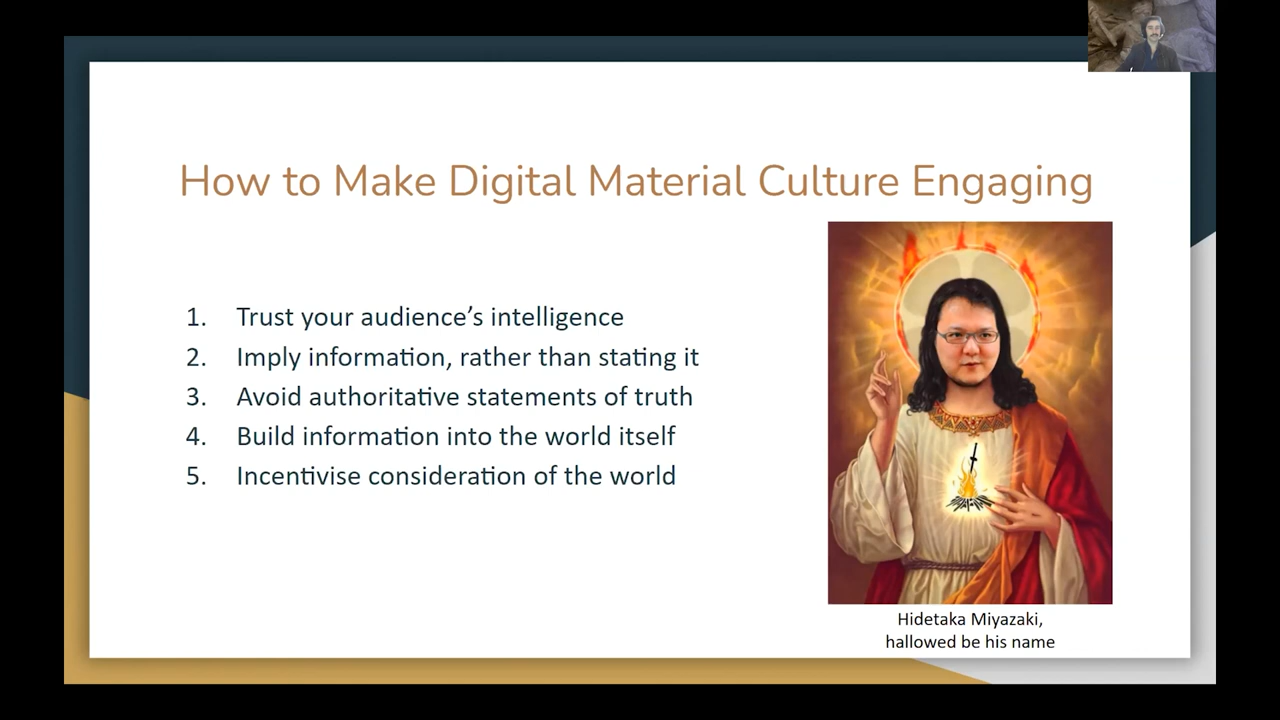 How to Make Digital Material Culture Engaging
1. Trust your audience’s intelligence
2. Imply information, rather than stating it
3. Avoid authoritative statements of truth
4. Build information into the world itself
5. Incentivise consideration of the world
Hidetaka Miyazaki,
hallowed be his name